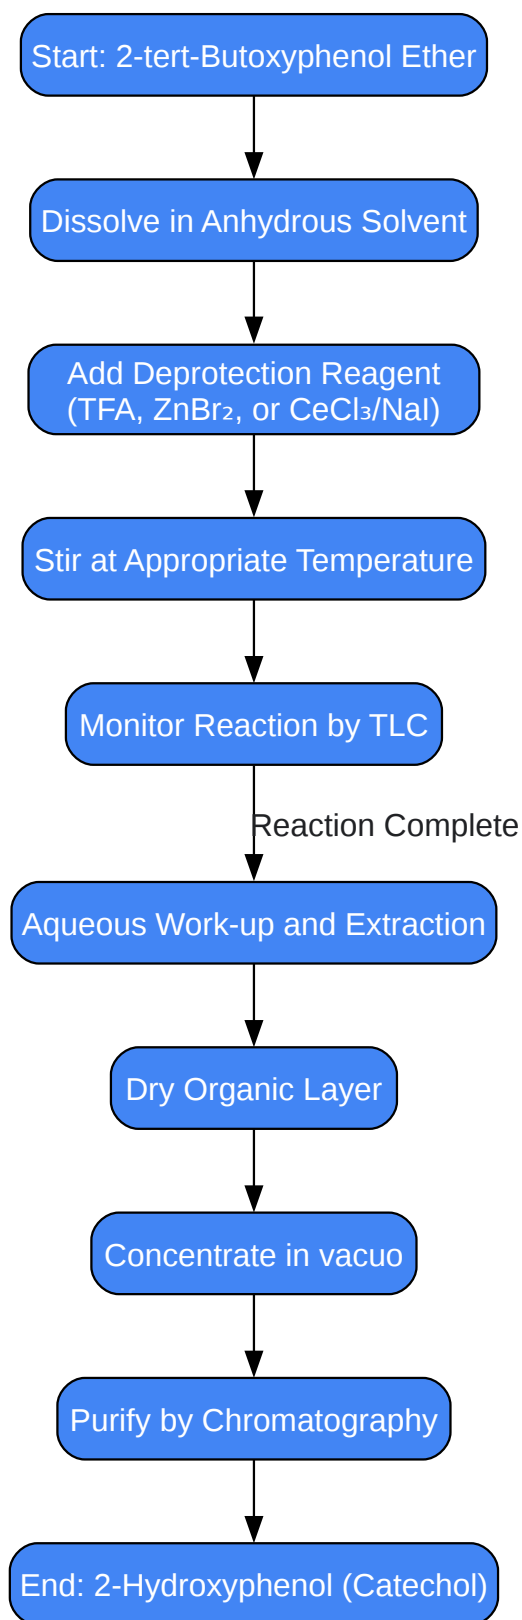 Start: 2-tert-Butoxyphenol Ether
Dissolve in Anhydrous Solvent
Add Deprotection Reagent
(TFA, ZnBr₂, or CeCl₃/NaI)
Stir at Appropriate Temperature
Monitor Reaction by TLC
Reaction Complete
Aqueous Work-up and Extraction
Dry Organic Layer
Concentrate in vacuo
Purify by Chromatography
End: 2-Hydroxyphenol (Catechol)